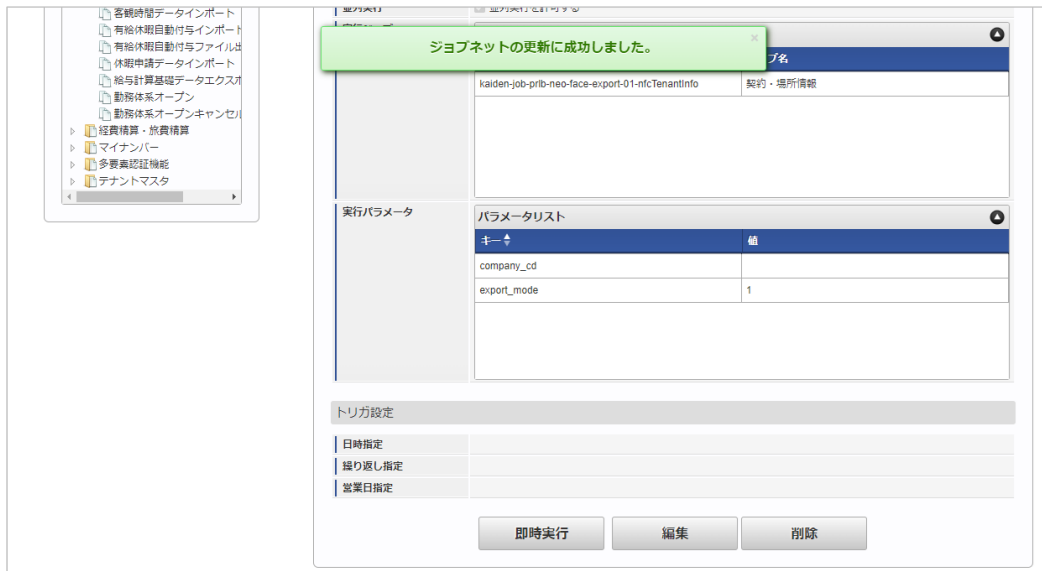 客観時間データインポート
有給休暇自動付与インポート
有給休暇自動付与ファイル出
休暇申請データインポート
給与計算基礎データエクスポ
勤務体系オープン
勤務体系オープンキャンセル
経費精算・旅費精算
マイナンバー
多要素認証機能
テナントマスタ
並列実行
並列実行を許可する
ジョブネットの更新に成功しました。
×
ブ名
kaiden-job-prlb-neo-face-export-01-nfcTenantInfo
契約・場所情報
実行パラメータ
パラメータリスト
キー
値
company_cd
export_mode
1
トリガ設定
日時指定
繰り返し指定
営業日指定
即時実行
編集
削除